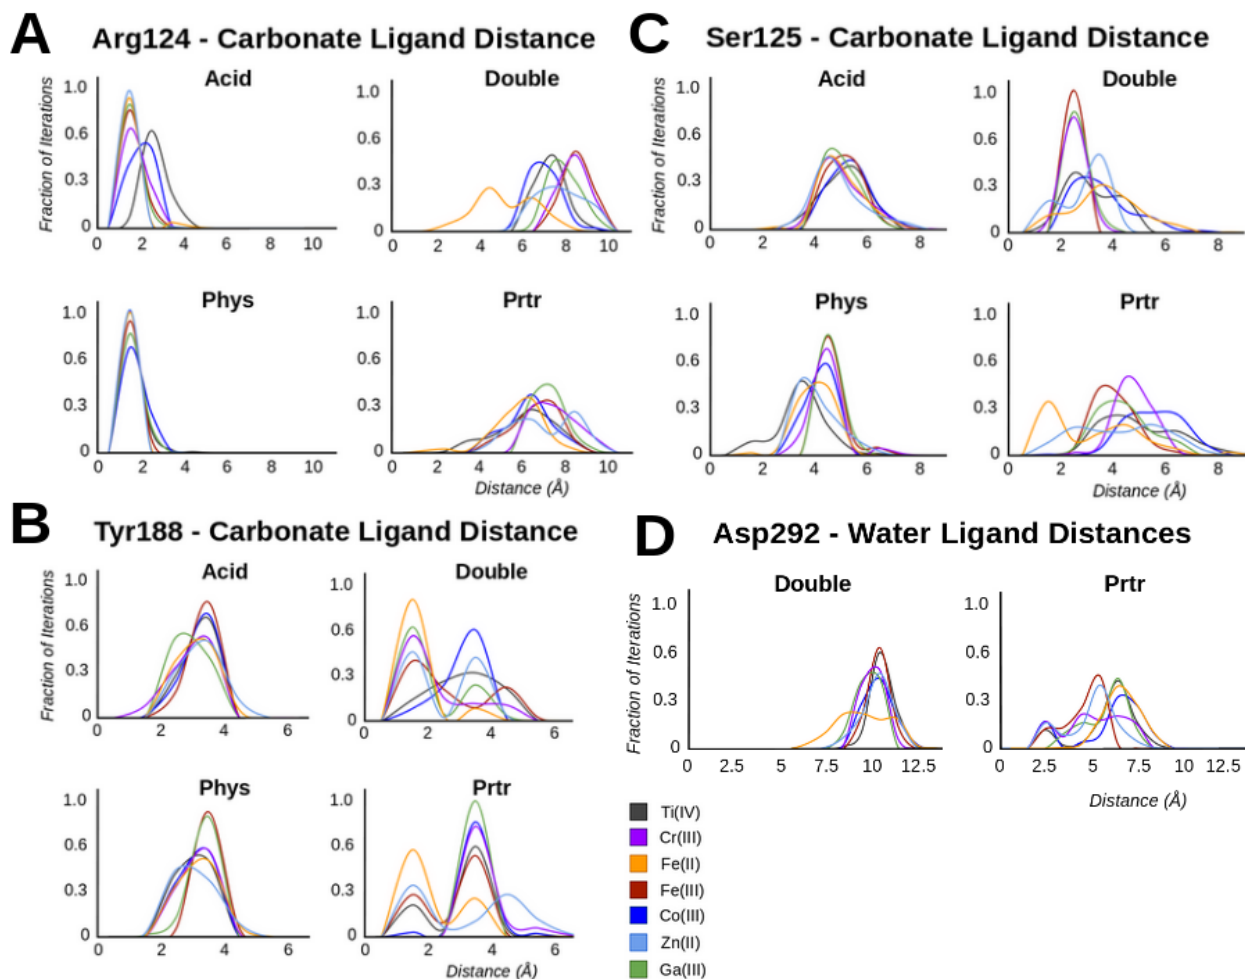 A Arg124 - Carbonate Ligand Distance
Acid
Double
Fraction of Iterations
1.0
0.6
0.3
0
0 2 4 6 8 10
1.0
0.6
0.3
0
0 2 4 6 8 10
Phys
Prtr
1.0
0.6
0.3
0
0 2 4 6 8 10
1.0
0.6
0.3
0
0 2 4 6 8 10
Distance (Å)
C Ser125 - Carbonate Ligand Distance
Acid
Double
1.0
0.6
0.3
0
0 2 4 6 8
1.0
0.6
0.3
0
0 2 4 6 8
Phys
Prtr
1.0
0.6
0.3
0
0 2 4 6 8
1.0
0.6
0.3
0
0 2 4 6 8
Distance (Å)
B Tyr188 - Carbonate Ligand Distance
Acid
Double
Fraction of Iterations
1.0
0.6
0.3
0
0 2 4 6
1.0
0.6
0.3
0
0 2 4 6
Phys
Prtr
1.0
0.6
0.3
0
0 2 4 6
1.0
0.6
0.3
0
0 2 4 6
Distance (Å)
D Asp292 - Water Ligand Distances
Double
Prtr
Fraction of Iterations
1.0
0.6
0.3
0
0 2.5 5 7.5 10 12.5
1.0
0.6
0.3
0
0 2.5 5 7.5 10 12.5
Distance (Å)
Ti(IV)
Cr(III)
Fe(II)
Fe(III)
Co(III)
Zn(II)
Ga(III)